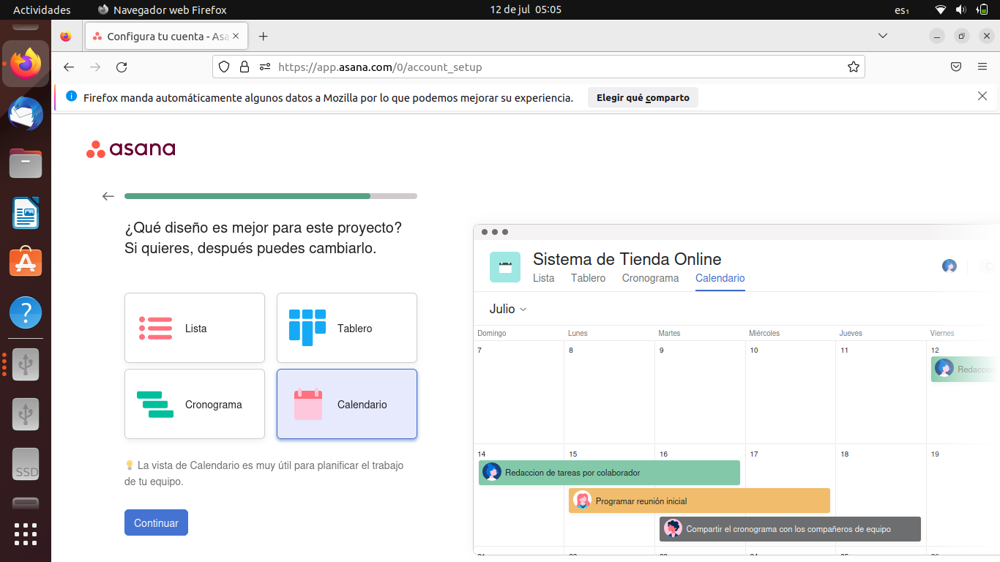 Actividades
Navegador web Firefox
12 de jul 05:05
es₁
Configura tu cuenta - Asa
https://app.asana.com/0/account_setup
Firefox manda automáticamente algunos datos a Mozilla por lo que podemos mejorar su experiencia.
Elegir qué comparto
asana
¿Qué diseño es mejor para este proyecto?
Si quieres, después puedes cambiarlo.
Lista
Tablero
Cronograma
Calendario
La vista de Calendario es muy útil para planificar el trabajo
de tu equipo.
Continuar
Sistema de Tienda Online
Lista Tablero Cronograma Calendario
Julio
Domingo Lunes Martes Miércoles Jueves Viernes
7 8 9 10 11 12
Redaccion
14 15 16 17 18 19
Redaccion de tareas por colaborador
Programar reunión inicial
Compartir el cronograma con los compañeros de equipo
SSD